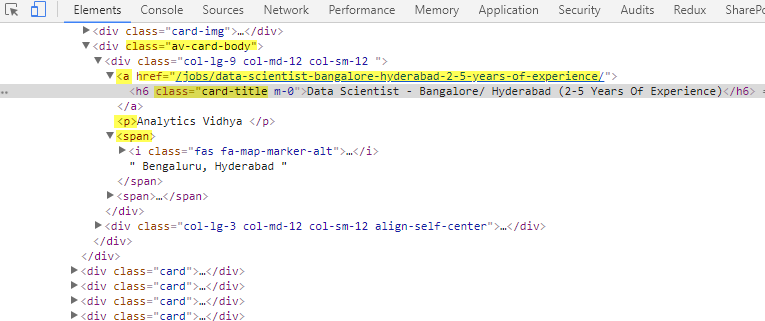 Elements Console Sources Network Performance Memory Application Security Audits Redux SharePo
▶<div class="card-img">…</div>
▼<div class="av-card-body">
▼<div class="col-lg-9 col-md-12 col-sm-12 ">
▼<a href="/jobs/data-scientist-bangalore-hyderabad-2-5-years-of-experience/">
<h6 class="card-title m-0">Data Scientist - Bangalore/ Hyderabad (2-5 Years Of Experience)</h6> =
</a>
<p>Analytics Vidhya </p>
▼<span>
▶<i class="fas fa-map-marker-alt">…</i>
" Bengaluru, Hyderabad "
</span>
▶<span>…</span>
</div>
▶<div class="col-lg-3 col-md-12 col-sm-12 align-self-center">…</div>
</div>
</div>
▶<div class="card">…</div>
▶<div class="card">…</div>
▶<div class="card">…</div>
▶<div class="card">…</div>